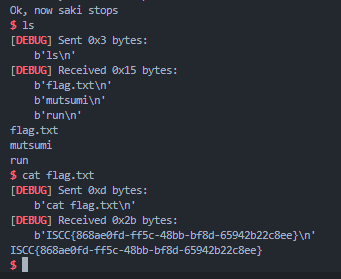 Ok, now saki stops
$ ls
[DEBUG] Sent 0x3 bytes:
    b'ls\n'
[DEBUG] Received 0x15 bytes:
    b'flag.txt\n'
    b'mutsumi\n'
    b'run\n'
flag.txt
mutsumi
run
$ cat flag.txt
[DEBUG] Sent 0xd bytes:
    b'cat flag.txt\n'
[DEBUG] Received 0x2b bytes:
    b'ISCC{868ae0fd-ff5c-48bb-bf8d-65942b22c8ee}\n'
ISCC{868ae0fd-ff5c-48bb-bf8d-65942b22c8ee}
$